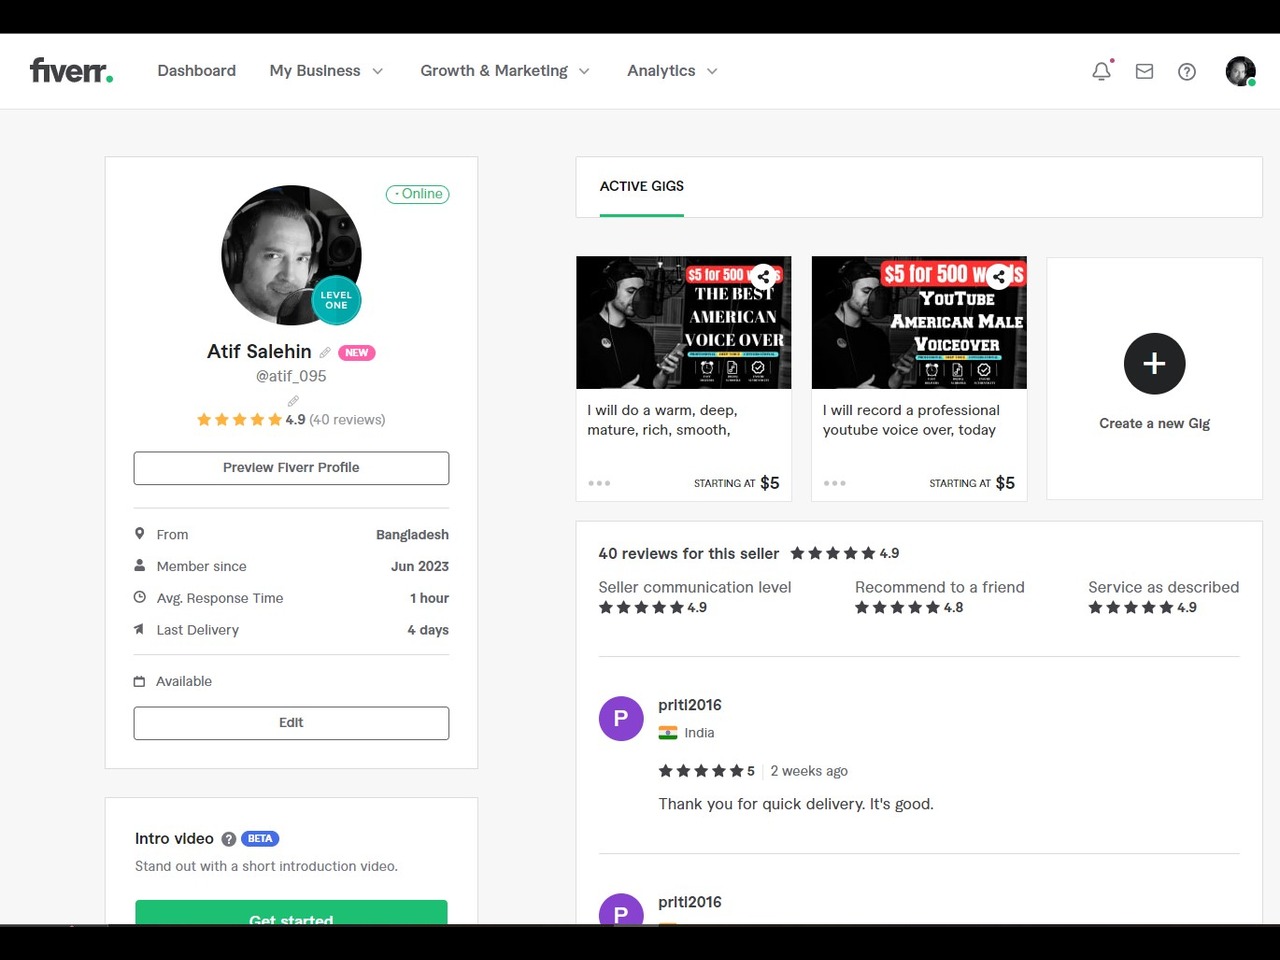 fiverr.
Dashboard
My Business
Growth & Marketing
Analytics
Online
LEVEL
ONE
Atif Salehin
NEW
@atif_095
4.9 (40 reviews)
Preview Fiverr Profile
From Bangladesh
Member since Jun 2023
Avg. Response Time 1 hour
Last Delivery 4 days
Available
Edit
Intro video ? BETA
Stand out with a short introduction video.
Get started
ACTIVE GIGS
$5 for 500
THE BEST
AMERICAN
VOICE OVER
I will do a warm, deep,
mature, rich, smooth,
STARTING AT $5
$5 for 500
YOUTUBE
AMERICAN MALE
VOICEOVER
I will record a professional
youtube voice over, today
STARTING AT $5
+
Create a new Gig
40 reviews for this seller 4.9
Seller communication level
4.9
Recommend to a friend
4.8
Service as described
4.9
P
priti2016
India
5 2 weeks ago
Thank you for quick delivery. It's good.
P
priti2016